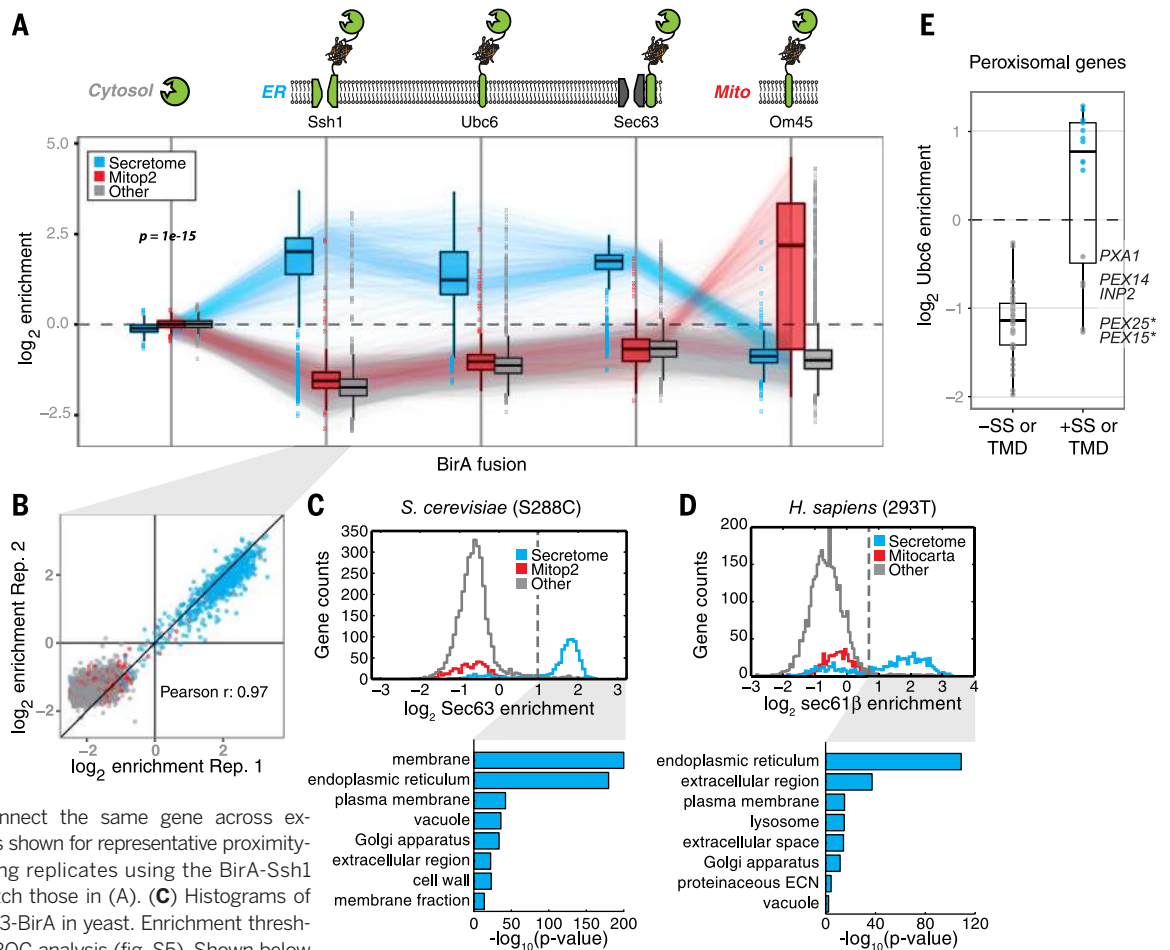 A
Cytosol
ER
Mito
Ssh1
Ubc6
Sec63
Om45
log2 enrichment
5.0
2.5
0.0
−2.5
Secretome
Mitop2
Other
p = 1e-15
BirA fusion
E
Peroxisomal genes
log2 Ubc6 enrichment
1
0
−1
−2
PXA1
PEX14
INP2
PEX25*
PEX15*
−SS or
TMD
+SS or
TMD
B
log2 enrichment Rep. 2
2
0
−2
Pearson r: 0.97
−2
0
2
log2 enrichment Rep. 1
C
S. cerevisiae (S288C)
Gene counts
350
300
250
200
150
100
50
0
Secretome
Mitop2
Other
−3
−2
−1
0
1
2
3
log2 Sec63 enrichment
membrane
endoplasmic reticulum
plasma membrane
vacuole
Golgi apparatus
extracellular region
cell wall
membrane fraction
0
50
100
150
200
-log10(p-value)
D
H. sapiens (293T)
Gene counts
200
150
100
50
0
Secretome
Mitocarta
Other
−3
−2
−1
0
1
2
3
4
log2 sec61β enrichment
endoplasmic reticulum
extracellular region
plasma membrane
lysosome
extracellular space
Golgi apparatus
proteinaceous ECN
vacuole
0
40
80
120
-log10(p-value)
nnect the same gene across ex-
s shown for representative proximity-
ng replicates using the BirA-Ssh1
tch those in (A). (C) Histograms of
3-BirA in yeast. Enrichment thresh-
ROC analysis (fig. S5). Shown below